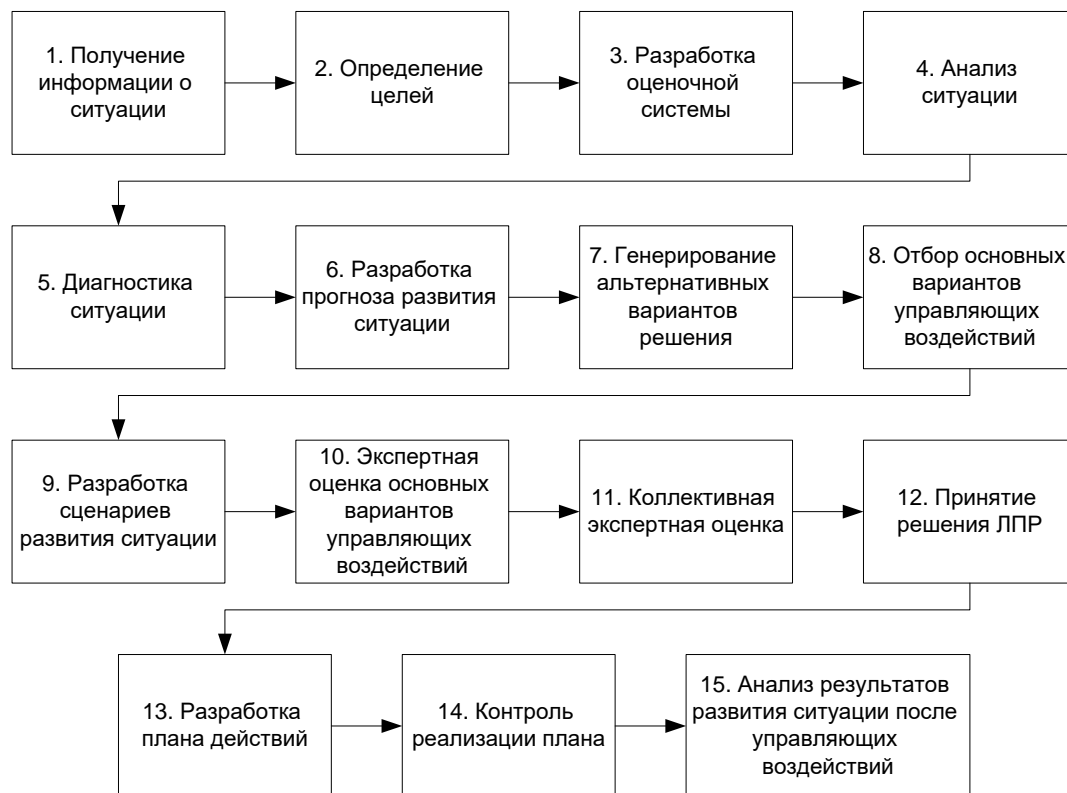 1. Получение
информации о
ситуации
2. Определение
целей
3. Разработка
оценочной
системы
4. Анализ
ситуации
5. Диагностика
ситуации
6. Разработка
прогноза развития
ситуации
7. Генерирование
альтернативных
вариантов
решения
8. Отбор основных
вариантов
управляющих
воздействий
9. Разработка
сценариев
развития ситуации
10. Экспертная
оценка основных
вариантов
управляющих
воздействий
11. Коллективная
экспертная оценка
12. Принятие
решения ЛПР
13. Разработка
плана действий
14. Контроль
реализации плана
15. Анализ результатов
развития ситуации после
управляющих
воздействий